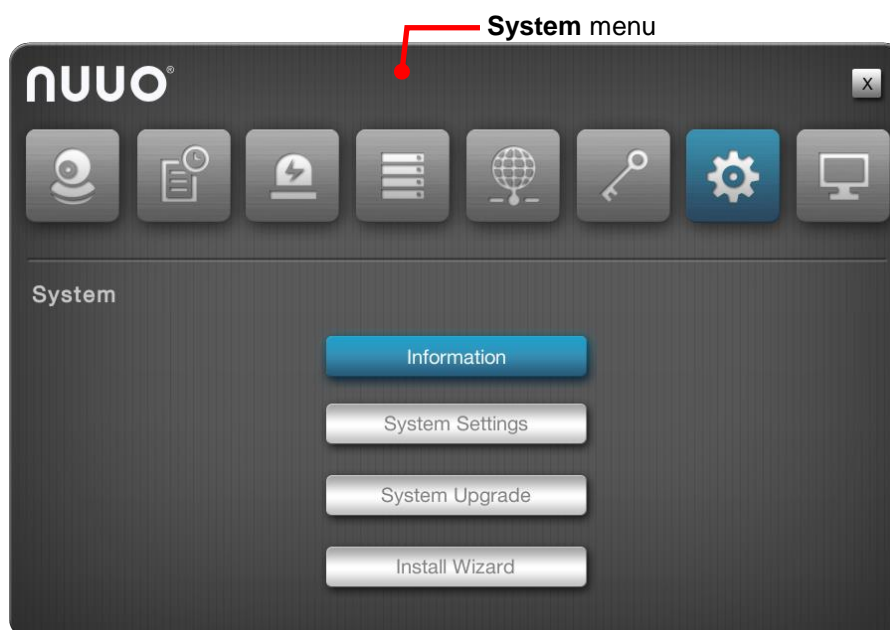 System menu
nuuo®
X
System
Information
System Settings
System Upgrade
Install Wizard